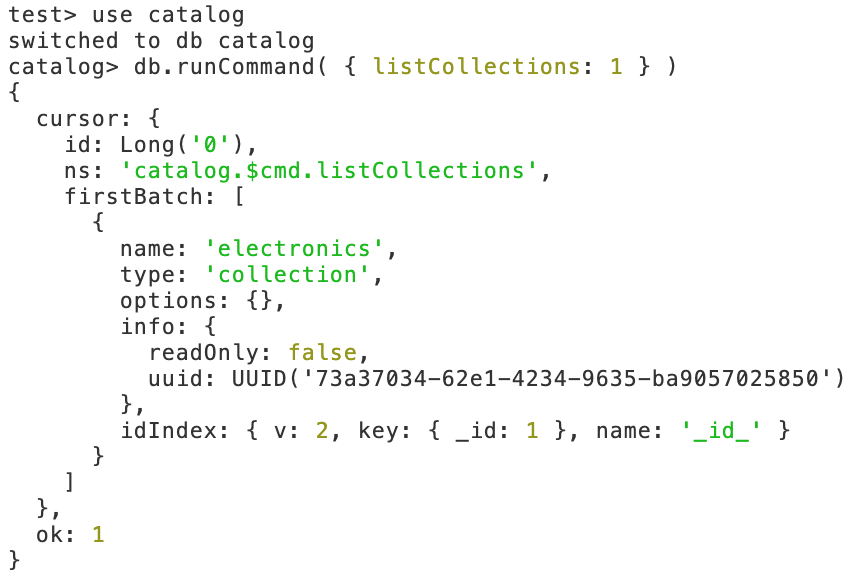 test> use catalog
switched to db catalog
catalog> db.runCommand( { listCollections: 1 } )
{
  cursor: {
    id: Long('0'),
    ns: 'catalog.$cmd.listCollections',
    firstBatch: [
      {
        name: 'electronics',
        type: 'collection',
        options: {},
        info: {
          readOnly: false,
          uuid: UUID('73a37034-62e1-4234-9635-ba9057025850')
        },
        idIndex: { v: 2, key: { _id: 1 }, name: '_id_' }
      }
    ]
  },
  ok: 1
}